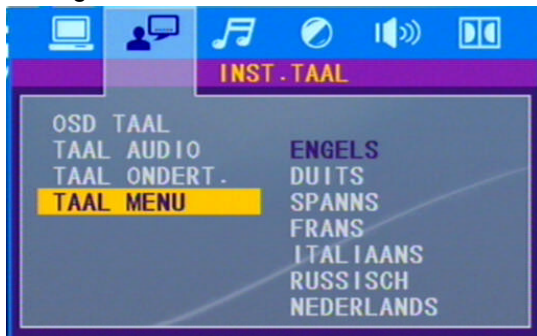 INST.TAAL
OSD TAAL
TAAL AUDIO
TAAL ONDERT.
TAAL MENU
ENGELS
DUITS
SPANNS
FRANS
ITALIAANS
RUSSISCH
NEDERLANDS